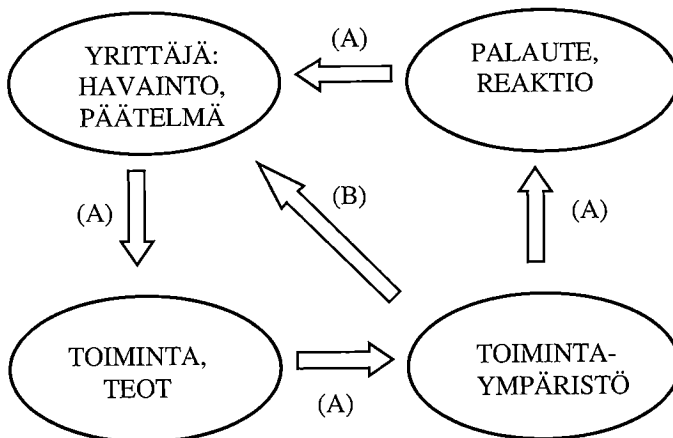 YRITTÄJÄ:
HAVAINTO,
PÄÄTELMÄ
(A)
PALAUTE,
REAKTIO
(A)
(B)
(A)
TOIMINTA,
TEOT
(A)
TOIMINTA-
YMPÄRISTÖ